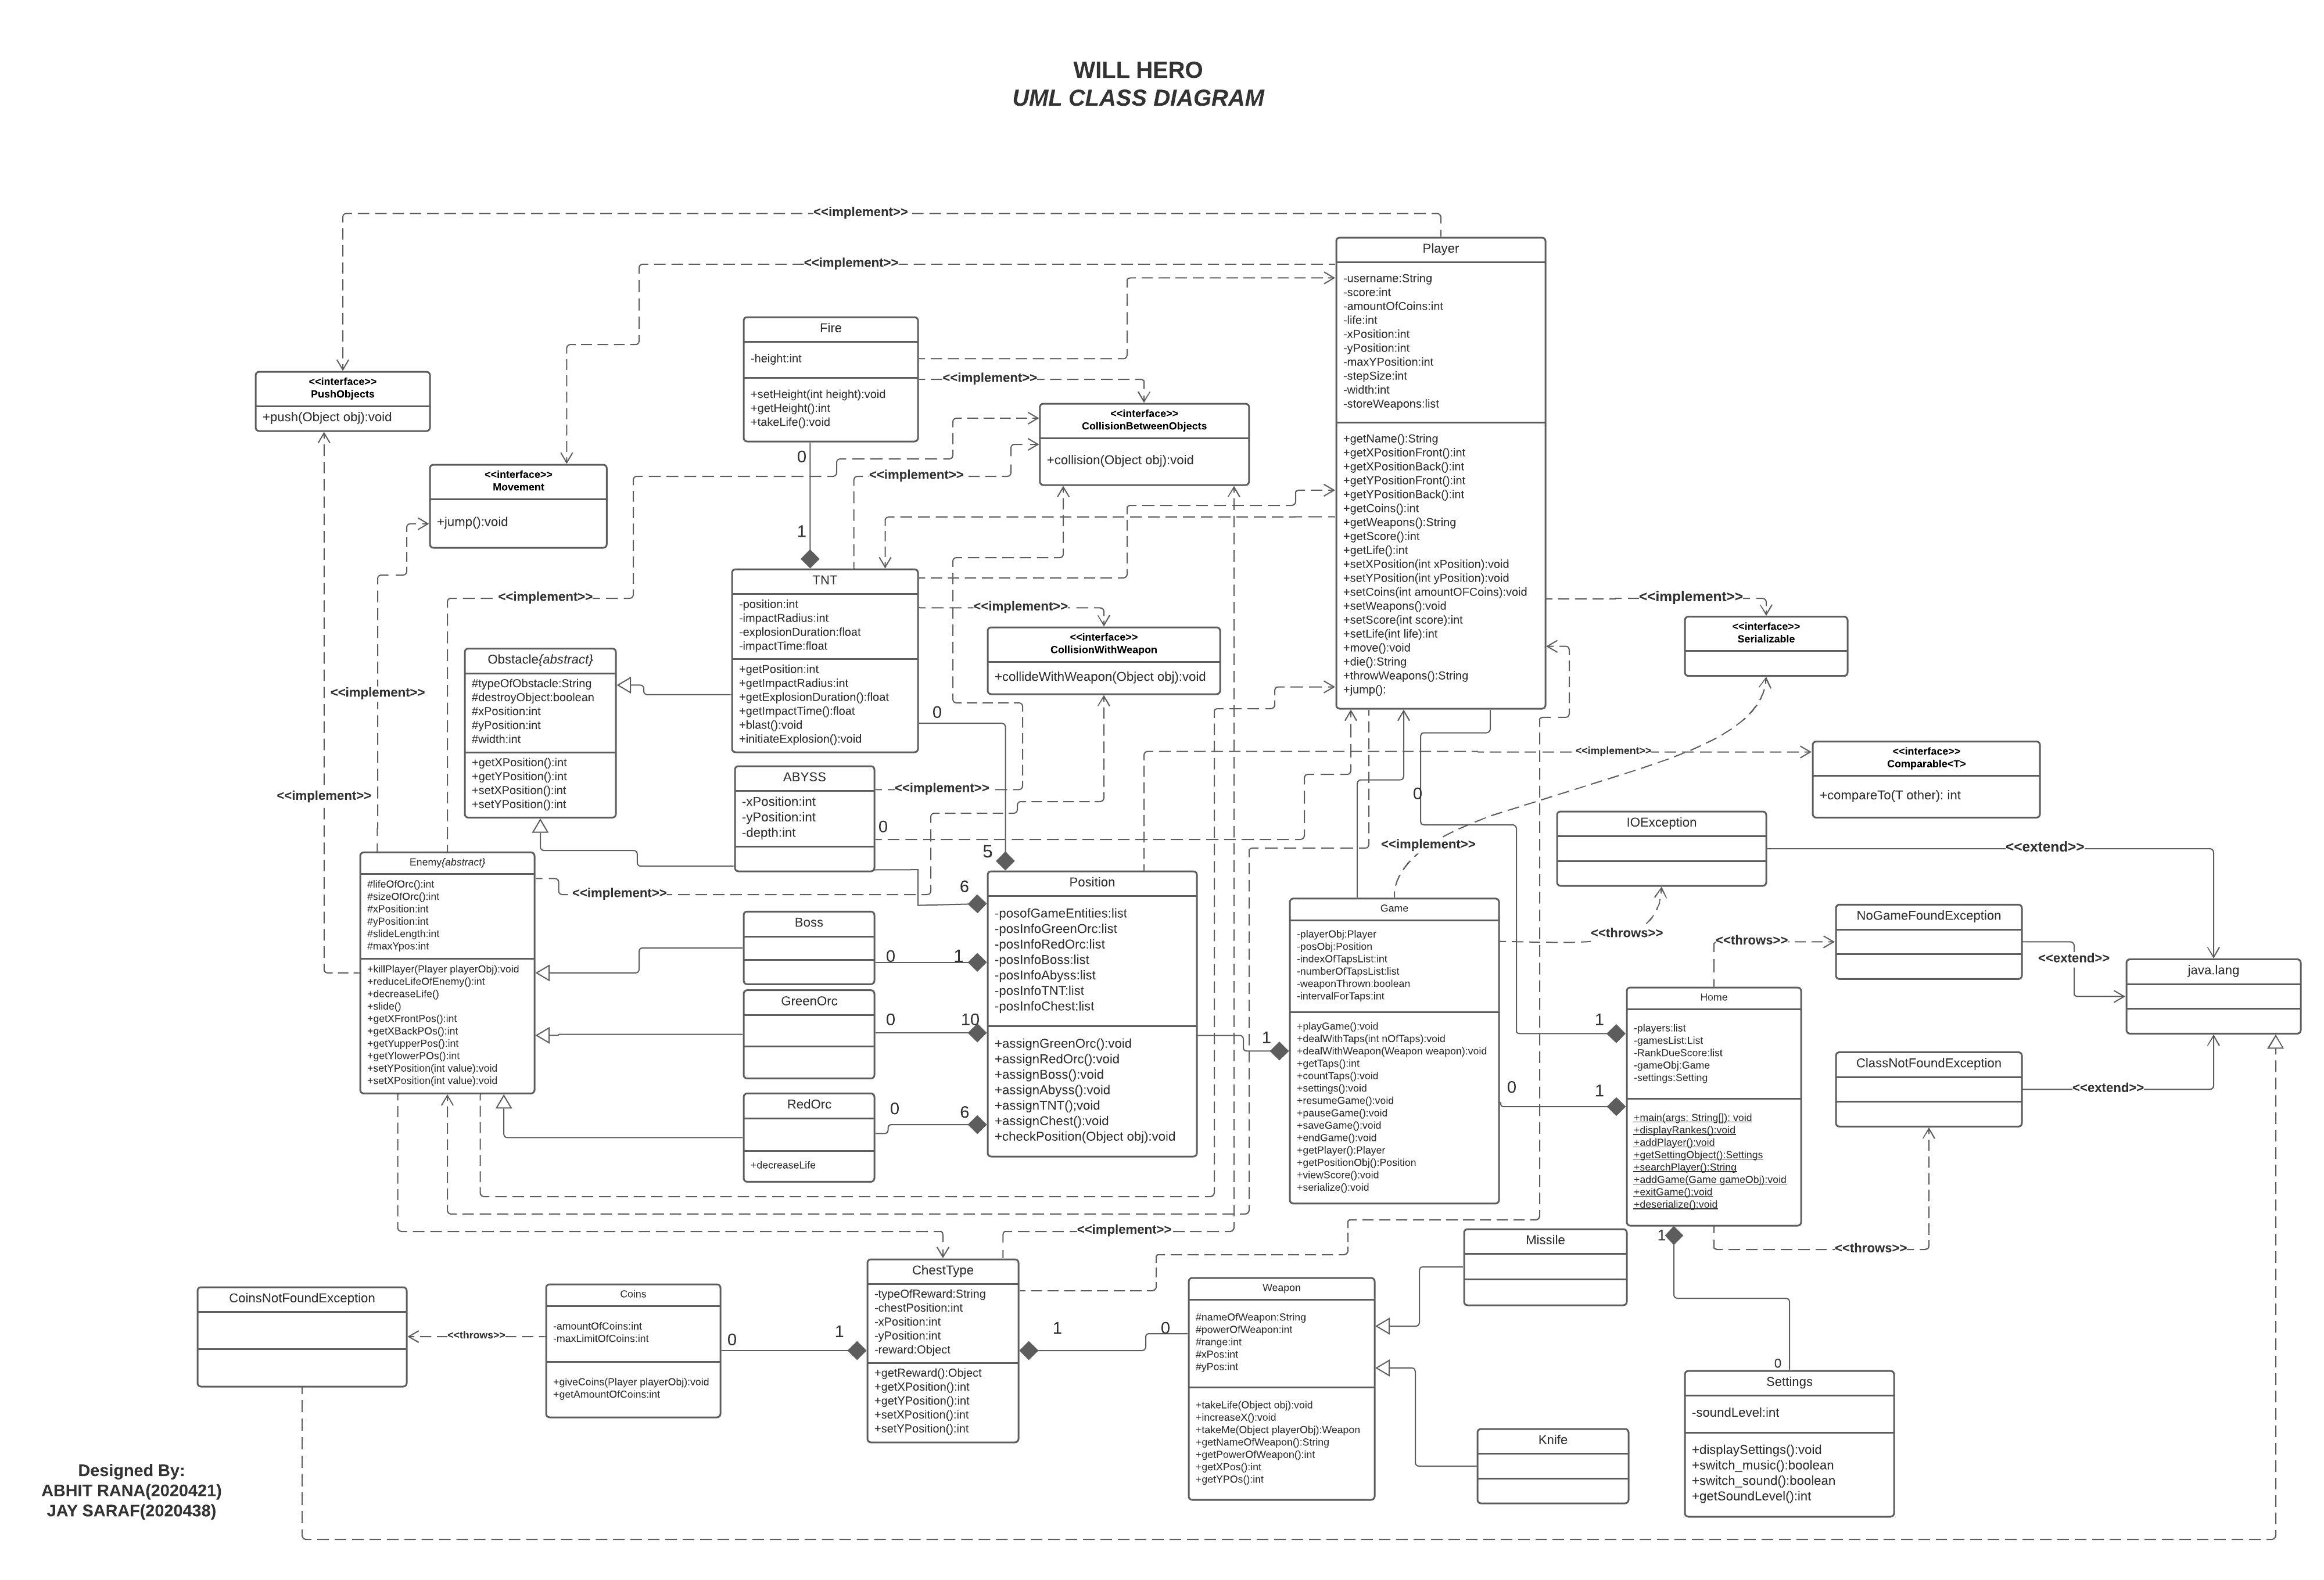 WILL HERO
UML CLASS DIAGRAM
<<implement>>
Player
-username:String
-score:int
-amountOfCoins:int
-life:int
-xPosition:int
-yPosition:int
-maxYPosition:int
-stepSize:int
-width:int
-storeWeapons:list
+getName():String
+getXPositionFront():int
+getXPositionBack():int
+getYPositionFront():int
+getYPositionBack():int
+getCoins():int
+getWeapons():String
+getScore():int
+getLife():int
+setXPosition(int xPosition):void
+setYPosition(int yPosition):void
+setCoins(int amountOFCoins):void
+setWeapons():void
+setScore(int score):int
+setLife(int life):int
+move():void
+die():String
+throwWeapons():String
+jump():
<<implement>>
Fire
-height:int
+setHeight(int height):void
+getHeight():int
+takeLife():void
<<implement>>
<<interface>>
PushObjects
+push(Object obj):void
<<interface>>
CollisionBetweenObjects
+collision(Object obj):void
0
<<implement>>
<<interface>>
Movement
+jump():void
1
TNT
-position:int
-impactRadius:int
-explosionDuration:float
-impactTime:float
+getPosition:int
+getImpactRadius:int
+getExplosionDuration():float
+getImpactTime():float
+blast():void
+initiateExplosion():void
<<implement>>
<<implement>>
<<implement>>
<<interface>>
Serializable
<<interface>>
CollisionWithWeapon
+collideWithWeapon(Object obj):void
Obstacle{abstract}
#typeOfObstacle:String
#destroyObject:boolean
#xPosition:int
#yPosition:int
#width:int
+getXPosition():int
+getYPosition():int
+setXPosition():int
+setYPosition():int
<<implement>>
0
<<implement>>
<<interface>>
Comparable<T>
+compareTo(T other): int
ABYSS
-xPosition:int
-yPosition:int
-depth:int
<<implement>>
<<implement>>
0
0
IOException
<<implement>>
<<extend>>
5
Enemy{abstract}
#lifeOfOrc():int
#sizeOfOrc():int
#xPosition:int
#yPosition:int
#slideLength:int
#maxYpos:int
+killPlayer(Player playerObj):void
+reduceLifeOfEnemy():int
+decreaseLife()
+slide()
+getXFrontPos():int
+getXBackPOs():int
+getYupperPos():int
+getYlowerPOs():int
+setYPosition(int value):void
+setXPosition(int value):void
<<implement>>
6
Position
-posofGameEntities:list
-posInfoGreenOrc:list
-posInfoRedOrc:list
-posInfoBoss:list
-posInfoAbyss:list
-posInfoTNT:list
-posInfoChest:list
+assignGreenOrc():void
+assignRedOrc():void
+assignBoss():void
+assignAbyss():void
+assignTNT();void
+assignChest():void
+checkPosition(Object obj):void
Boss
0
1
GreenOrc
0
10
RedOrc
+decreaseLife
0
6
Game
-playerObj:Player
-posObj:Position
-indexOfTapsList:int
-numberOfTapsList:list
-weaponThrown:boolean
-intervalForTaps:int
+playGame():void
+dealWithTaps(int nOfTaps):void
+dealWithWeapon(Weapon weapon):void
+getTaps():int
+countTaps():void
+settings():void
+resumeGame():void
+pauseGame():void
+saveGame():void
+endGame():void
+getPlayer():Player
+getPositionObj():Position
+viewScore():void
+serialize():void
1
<<throws>>
<<throws>>
NoGameFoundException
<<extend>>
java.lang
Home
-players:list
-gamesList:List
-RankDueScore:list
-gameObj:Game
-settings:Setting
+main(args: String[]): void
+displayRankes():void
+addPlayer():void
+getSettingObject():Settings
+searchPlayer():String
+addGame(Game gameObj):void
+exitGame();void
+deserialize():void
1
0
1
ClassNotFoundException
<<extend>>
<<throws>>
1
<<implement>>
Missile
ChestType
-typeOfReward:String
-chestPosition:int
-xPosition:int
-yPosition:int
-reward:Object
+getReward():Object
+getXPosition():int
+getYPosition():int
+setXPosition():int
+setYPosition():int
CoinsNotFoundException
<<throws>>
Coins
-amountOfCoins:int
-maxLimitOfCoins:int
+giveCoins(Player playerObj):void
+getAmountOfCoins:int
0
1
1
0
Weapon
#nameOfWeapon:String
#powerOfWeapon:int
#range:int
#xPos:int
#yPos:int
+takeLife(Object obj):void
+increaseX():void
+takeMe(Object playerObj):Weapon
+getNameOfWeapon():String
+getPowerOfWeapon():int
+getXPos():int
+getYPOs():int
Knife
0
Settings
-soundLevel:int
+displaySettings():void
+switch_music():boolean
+switch_sound():boolean
+getSoundLevel():int
Designed By:
ABHIT RANA(2020421)
JAY SARAF(2020438)